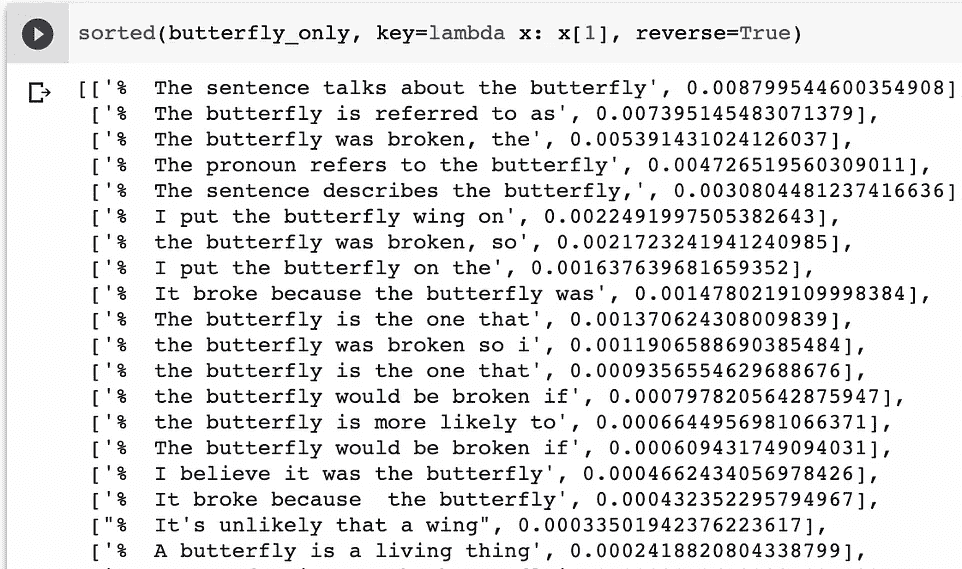 sorted(butterfly_only, key=lambda x: x[1], reverse=True)
[['%  The sentence talks about the butterfly', 0.008799544600354908]
['%  The butterfly is referred to as', 0.007395145483071379],
['%  The butterfly was broken, the', 0.005391431024126037],
['%  The pronoun refers to the butterfly', 0.004726519560309011],
['%  The sentence describes the butterfly,', 0.0030804481237416636]
['%  I put the butterfly wing on', 0.0022491997505382643],
['%  the butterfly was broken, so', 0.0021723241941240985],
['%  I put the butterfly on the', 0.001637639681659352],
['%  It broke because the butterfly was', 0.0014780219109998384],
['%  The butterfly is the one that', 0.001370624308009839],
['%  the butterfly was broken so i', 0.0011906588690385484],
['%  the butterfly is the one that', 0.0009356554629688676],
['%  the butterfly would be broken if', 0.0007978205642875947],
['%  the butterfly is more likely to', 0.0006644956981066371],
['%  The butterfly would be broken if', 0.000609431749094031],
['%  I believe it was the butterfly', 0.0004662434056978426],
['%  It broke because  the butterfly', 0.000432352295794967],
["%  It's unlikely that a wing", 0.00033501942376223617],
['%  A butterfly is a living thing', 0.0002418820804338799],